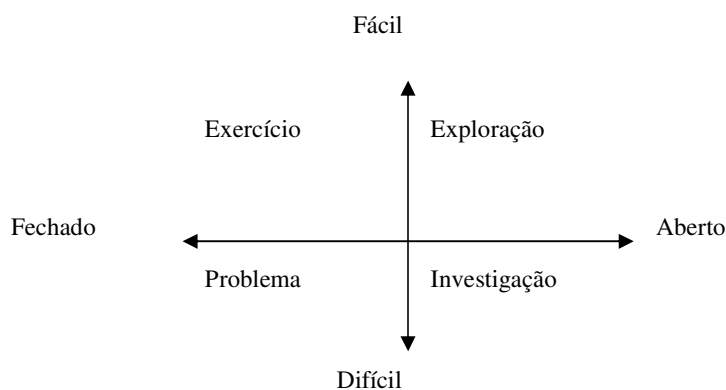 Fácil
Exercício Exploração
Fechado Aberto
Problema Investigação
Difícil